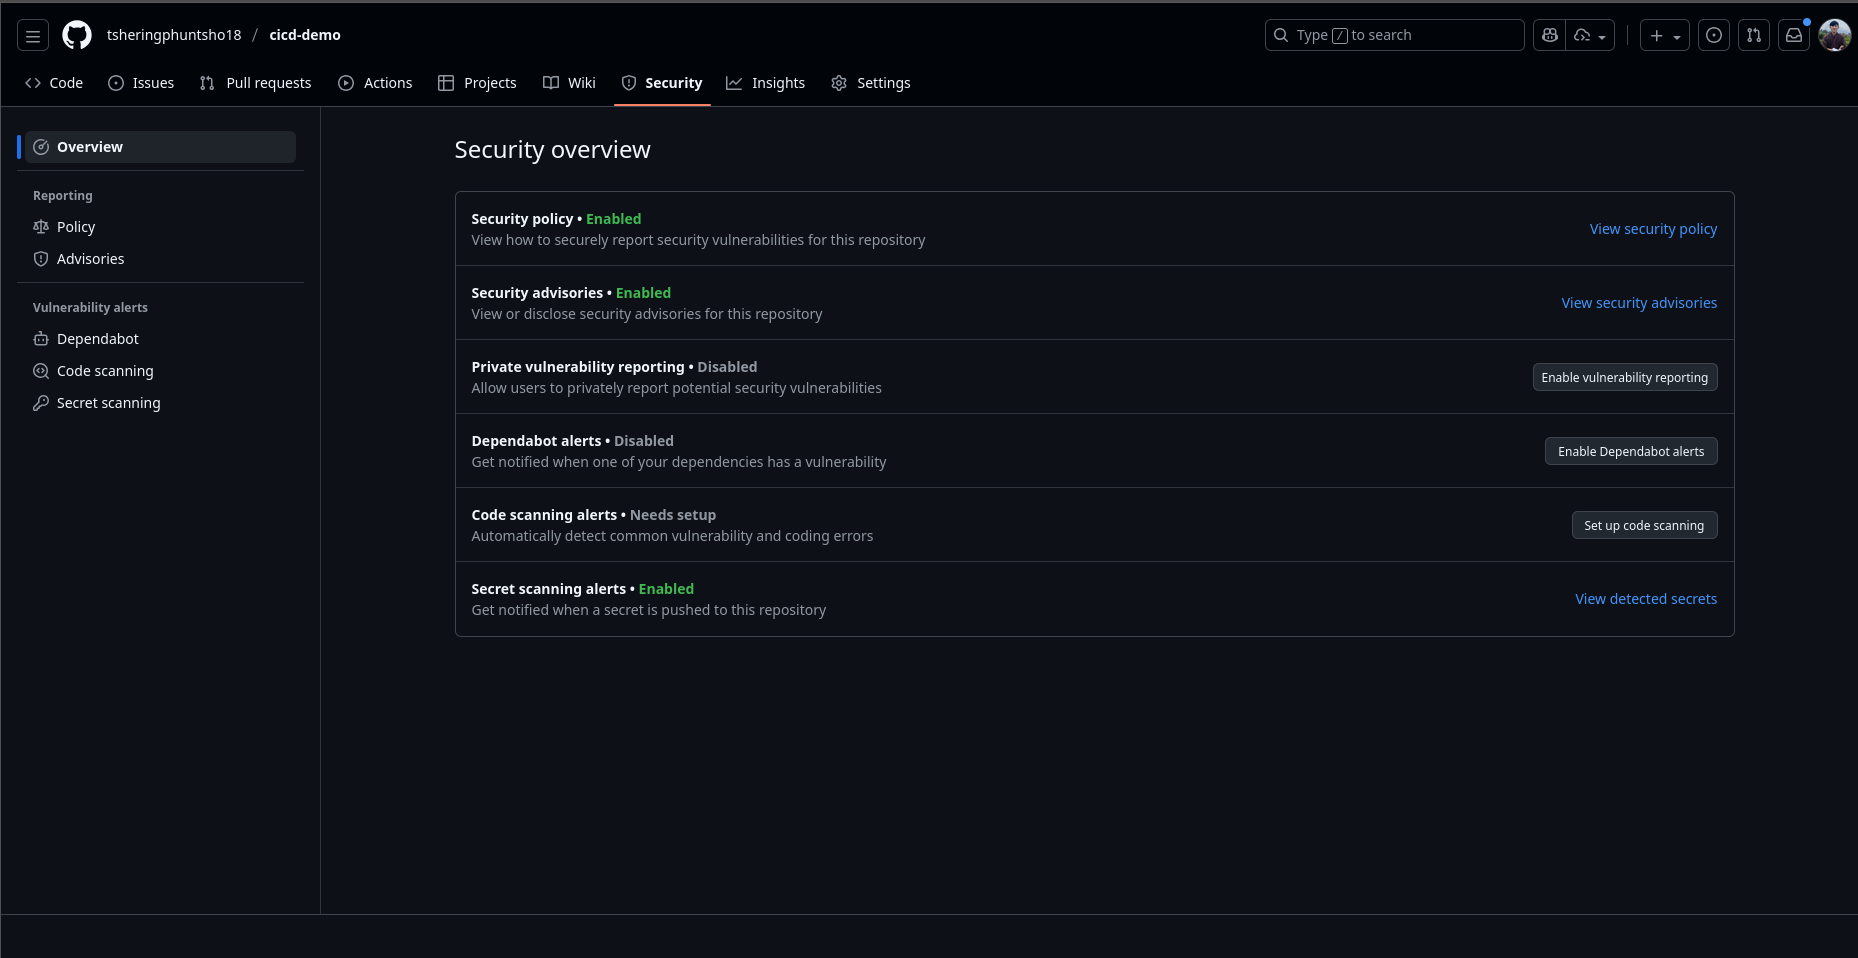 tsheringphuntsho18 / cicd-demo
Type / to search
Code
Issues
Pull requests
Actions
Projects
Wiki
Security
Insights
Settings
Overview
Reporting
Policy
Advisories
Vulnerability alerts
Dependabot
Code scanning
Secret scanning
Security overview
Security policy • Enabled
View how to securely report security vulnerabilities for this repository
View security policy
Security advisories • Enabled
View or disclose security advisories for this repository
View security advisories
Private vulnerability reporting • Disabled
Allow users to privately report potential security vulnerabilities
Enable vulnerability reporting
Dependabot alerts • Disabled
Get notified when one of your dependencies has a vulnerability
Enable Dependabot alerts
Code scanning alerts • Needs setup
Automatically detect common vulnerability and coding errors
Set up code scanning
Secret scanning alerts • Enabled
Get notified when a secret is pushed to this repository
View detected secrets